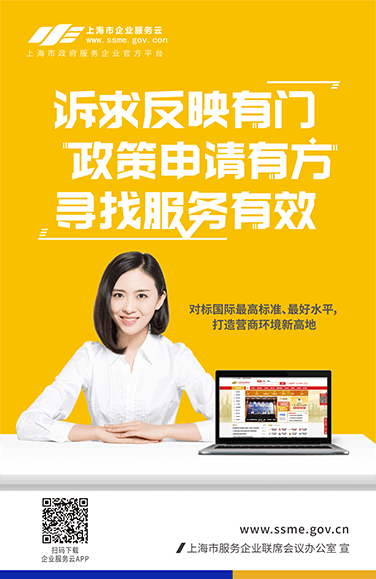 上海市企业服务云
www.ssme.gov.con
上海市政府服务企业官方平台
诉求反映有门
政策申请有方
寻找服务有效
对标国际最高标准、最好水平,
打造营商环境新高地
扫码下载
企业服务云APP
www.ssme.gov.cn
上海市服务企业联席会议办公室 宣